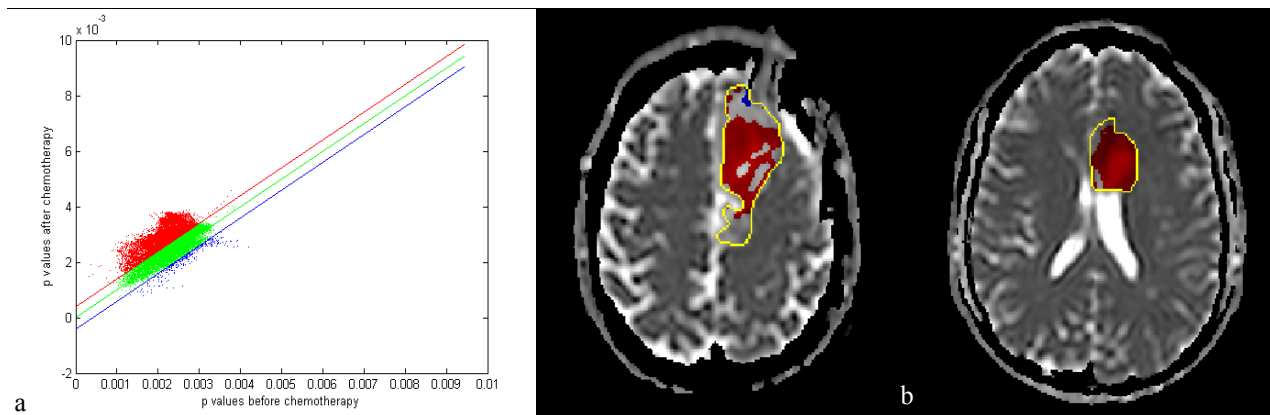 x 10
-3
10
8
6
4
2
0
-2
p values after chemotherapy
0 0.001 0.002 0.003 0.004 0.005 0.006 0.007 0.008 0.009 0.01
p values before chemotherapy
a
b